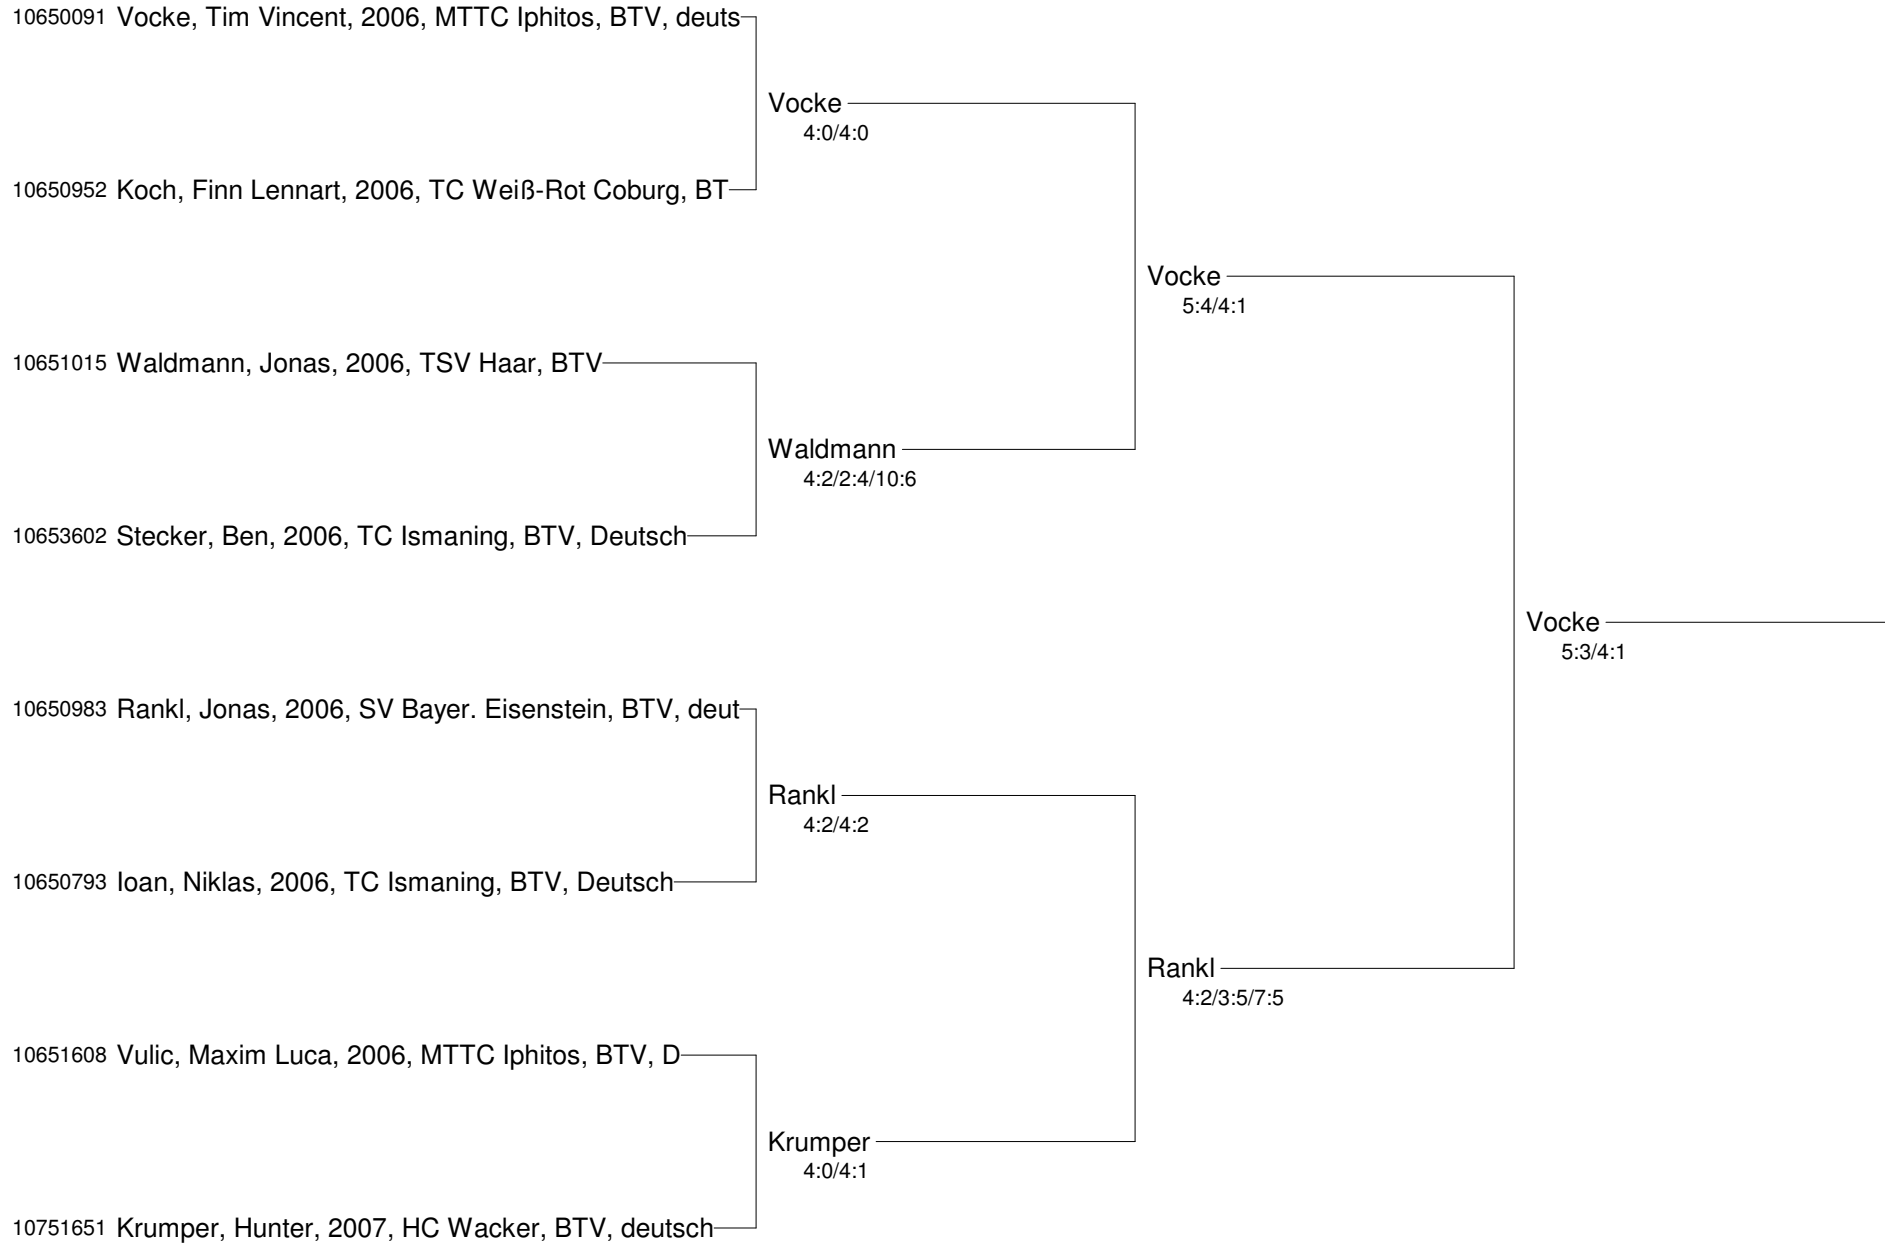 10650091 Vocke, Tim Vincent, 2006, MTTC Iphitos, BTV, deuts
Vocke
4:0/4:0
10650952 Koch, Finn Lennart, 2006, TC Weiß-Rot Coburg, BT
Vocke
5:4/4:1
10651015 Waldmann, Jonas, 2006, TSV Haar, BTV
Waldmann
4:2/2:4/10:6
10653602 Stecker, Ben, 2006, TC Ismaning, BTV, Deutsch
Vocke
5:3/4:1
10650983 Rankl, Jonas, 2006, SV Bayer. Eisenstein, BTV, deut
Rankl
4:2/4:2
10650793 Ioan, Niklas, 2006, TC Ismaning, BTV, Deutsch
Rankl
4:2/3:5/7:5
10651608 Vulic, Maxim Luca, 2006, MTTC Iphitos, BTV, D
Krumper
4:0/4:1
10751651 Krumper, Hunter, 2007, HC Wacker, BTV, deutsch